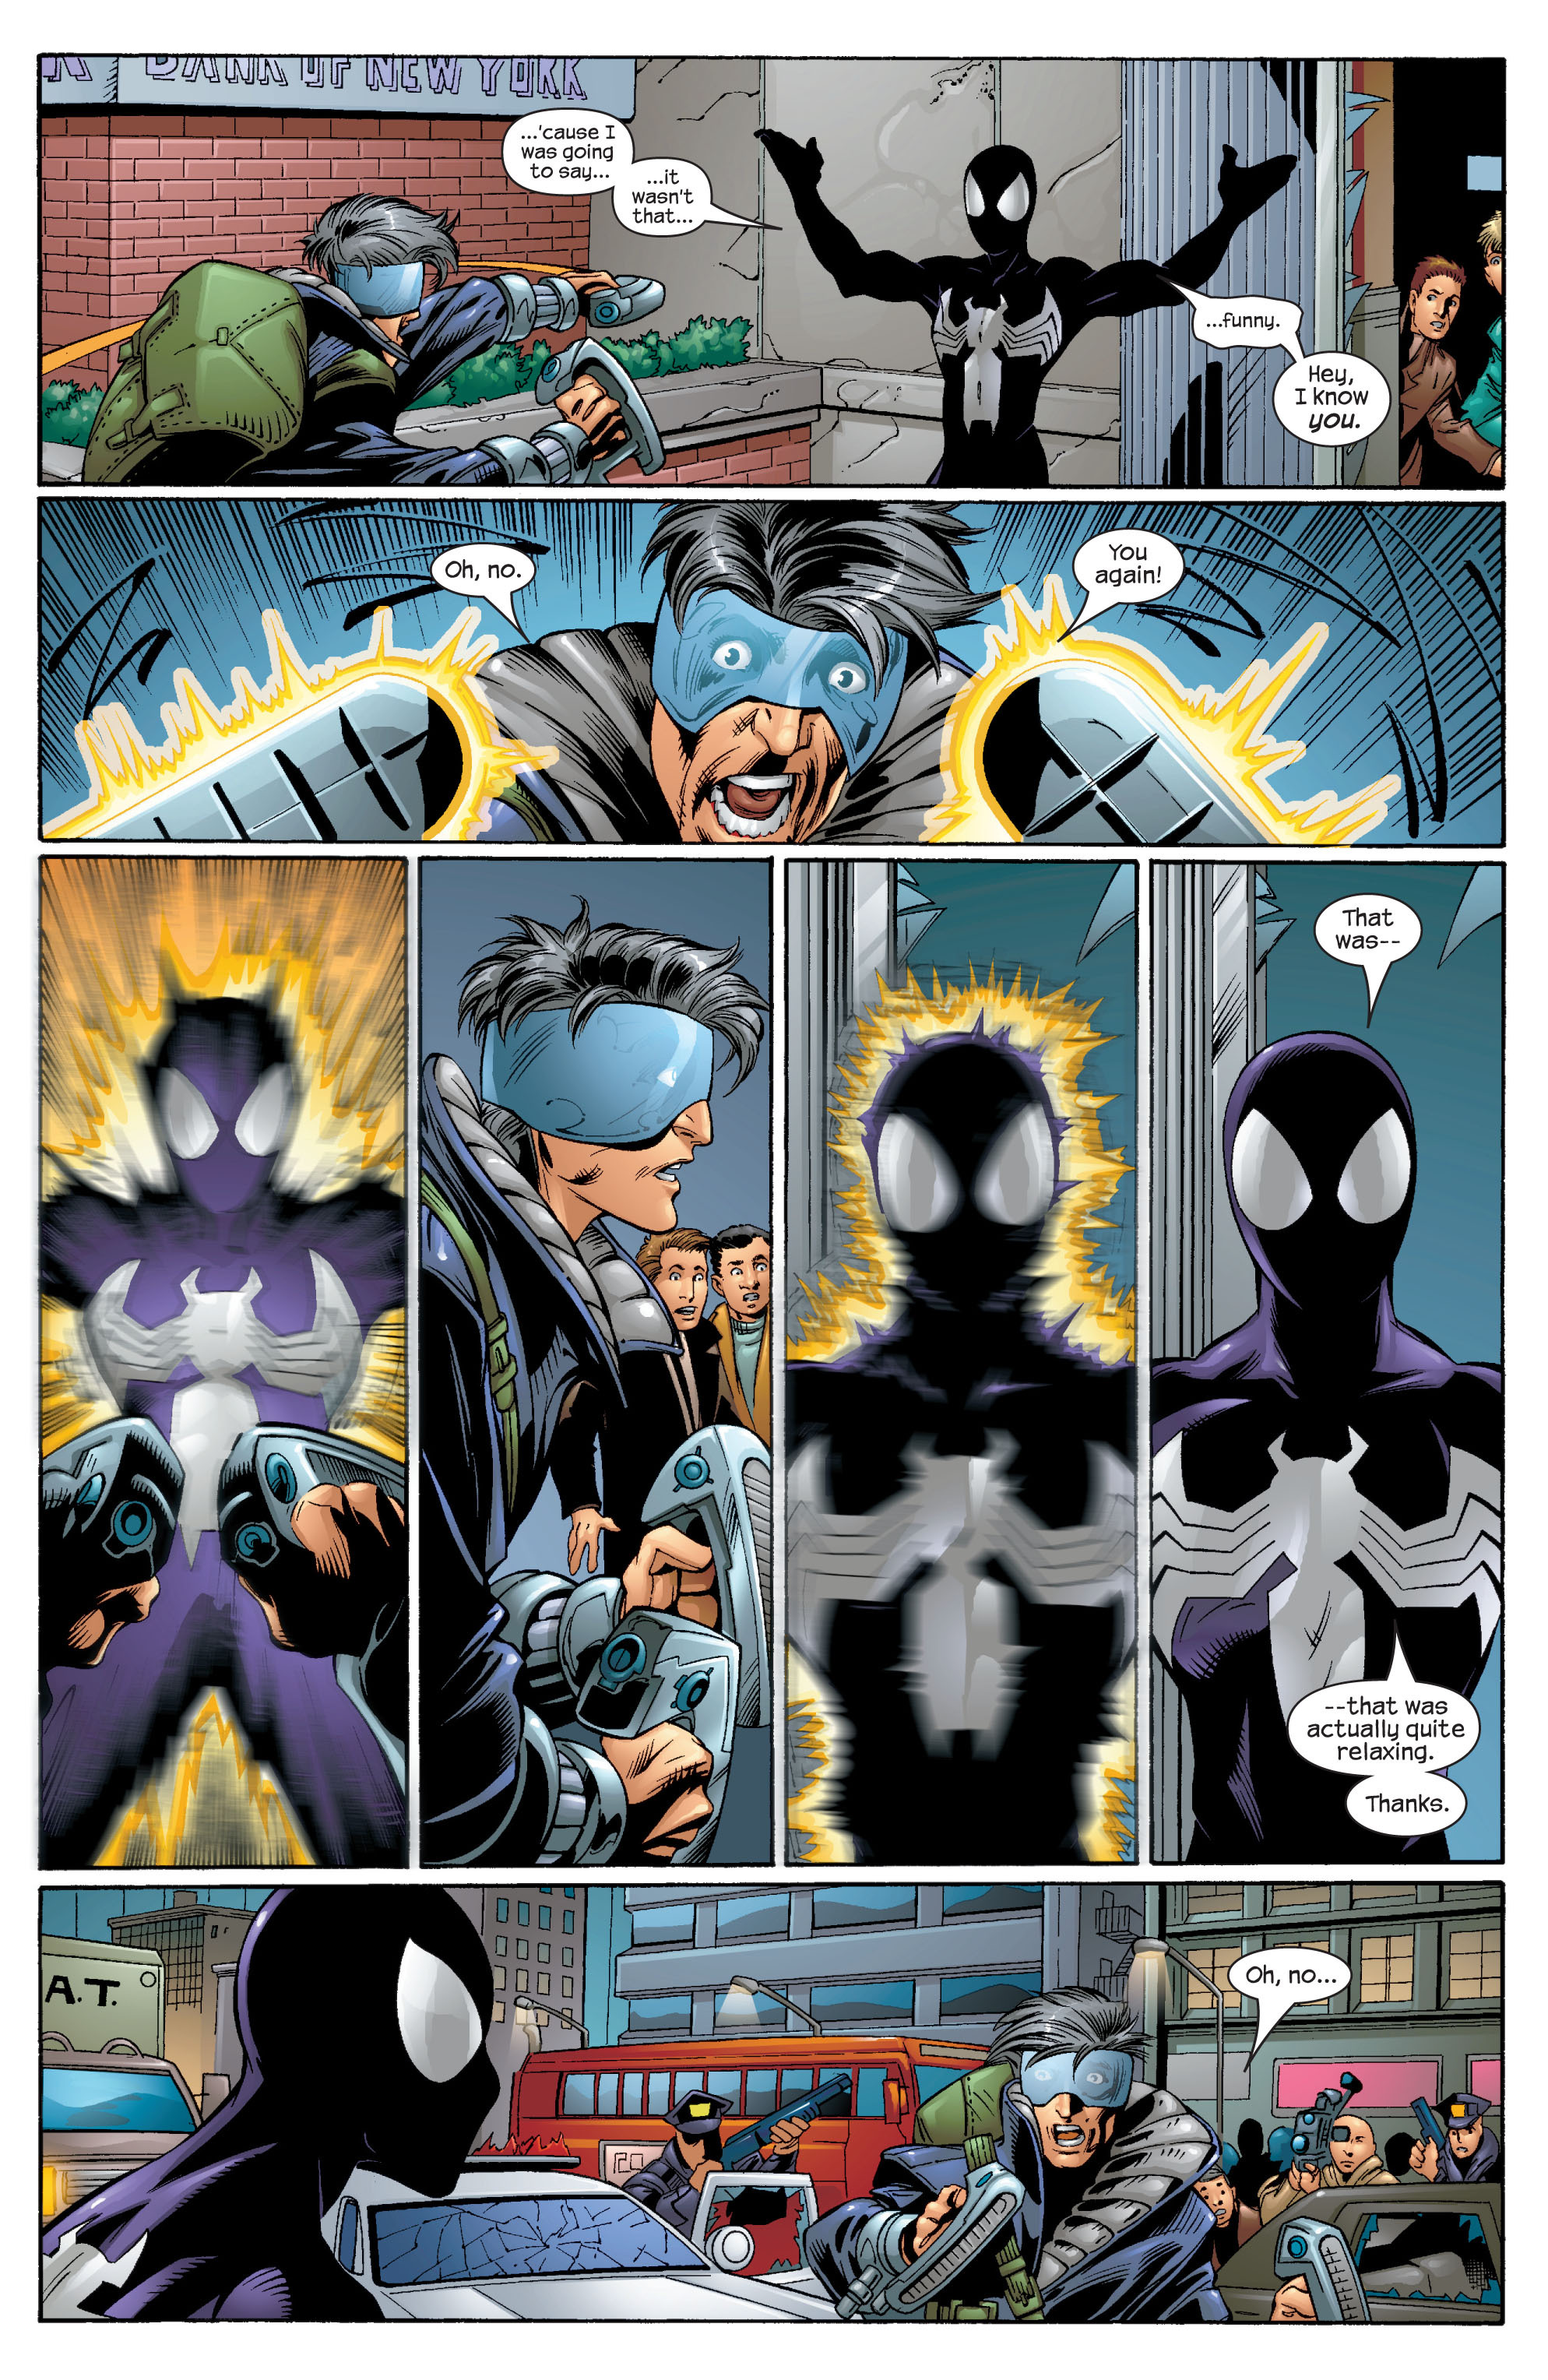 BANK OF NEW YORK
...'cause I
was going
to say...
...it
wasn't
that...
...funny.
Hey,
I know
you.
Oh, no.
You
again!
That
was--
--that was
actually quite
relaxing.
Thanks.
A.T.
Oh, no...